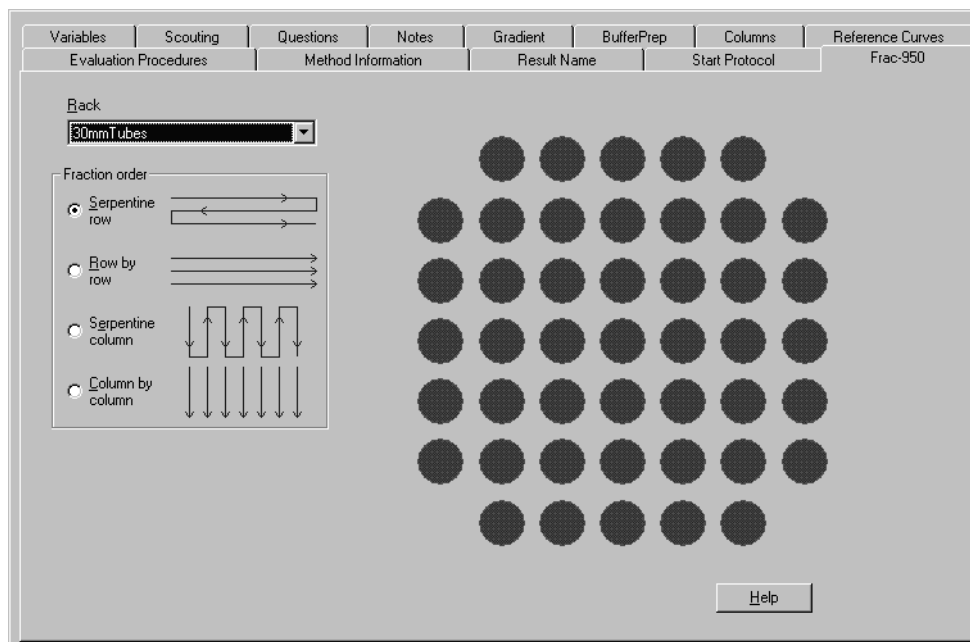 Variables Scouting Questions Notes Gradient BufferPrep Columns Reference Curves
Evaluation Procedures Method Information Result Name Start Protocol Frac-950
Rack
30mmTubes
Fraction order
Serpentine
row
Row by
row
Serpentine
column
Column by
column
Help